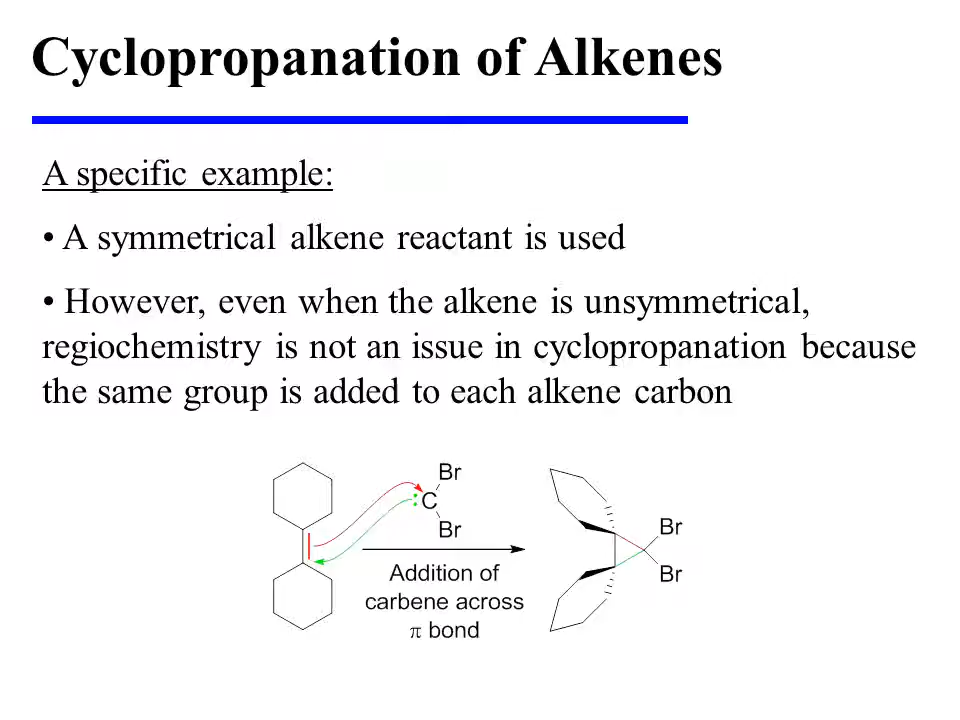 Cyclopropanation of Alkenes
A specific example:
• A symmetrical alkene reactant is used
• However, even when the alkene is unsymmetrical,
regiochemistry is not an issue in cyclopropanation because
the same group is added to each alkene carbon
Br
:C
Br
Addition of
carbene across
π bond
Br
Br